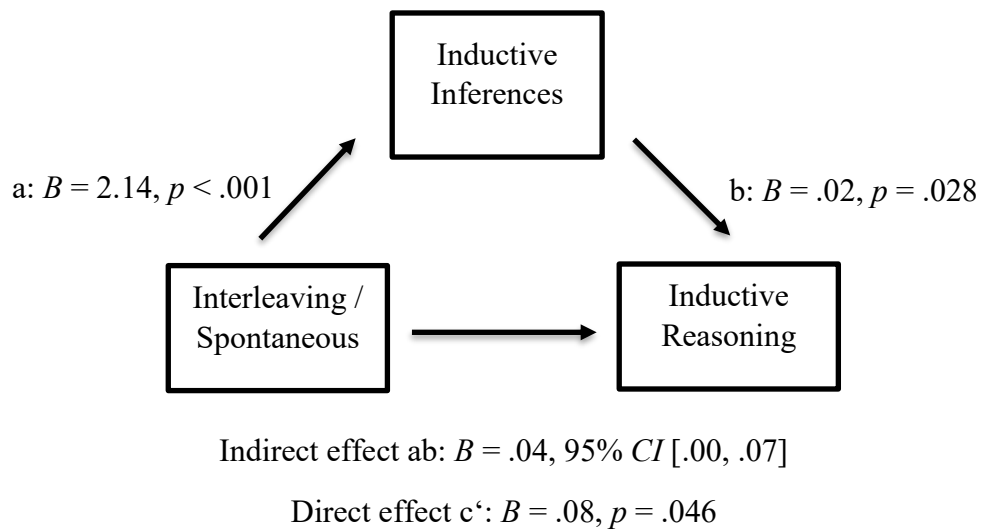 Inductive
Inferences
a: B = 2.14, p < .001
b: B = .02, p = .028
Interleaving /
Spontaneous
Inductive
Reasoning
Indirect effect ab: B = .04, 95% CI [.00, .07]
Direct effect c‘: B = .08, p = .046